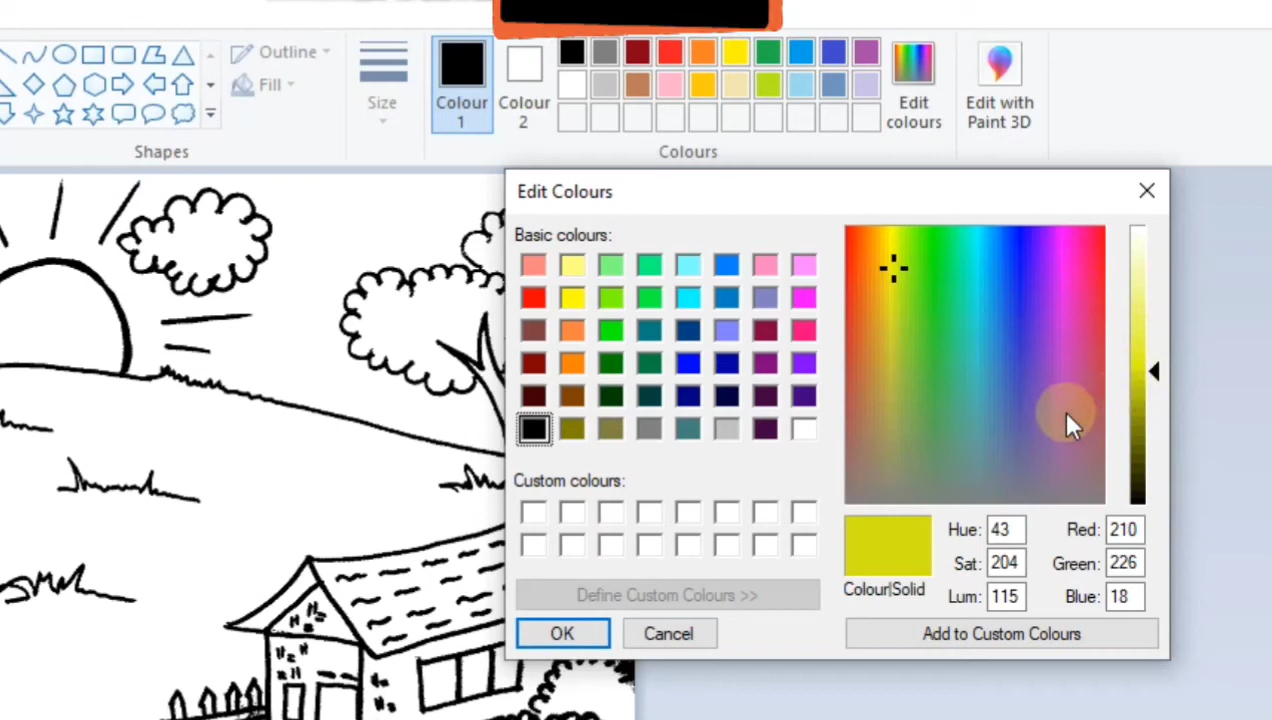 Outline
Fill
Size
Colour
1
Colour
2
Edit
colours
Edit with
Paint 3D
Shapes
Colours
Edit Colours
Basic colours:
Custom colours:
Define Custom Colours >>
OK
Cancel
Hue: 43
Sat: 204
Lum: 115
Red: 210
Green: 226
Blue: 18
Colour|Solid
Add to Custom Colours